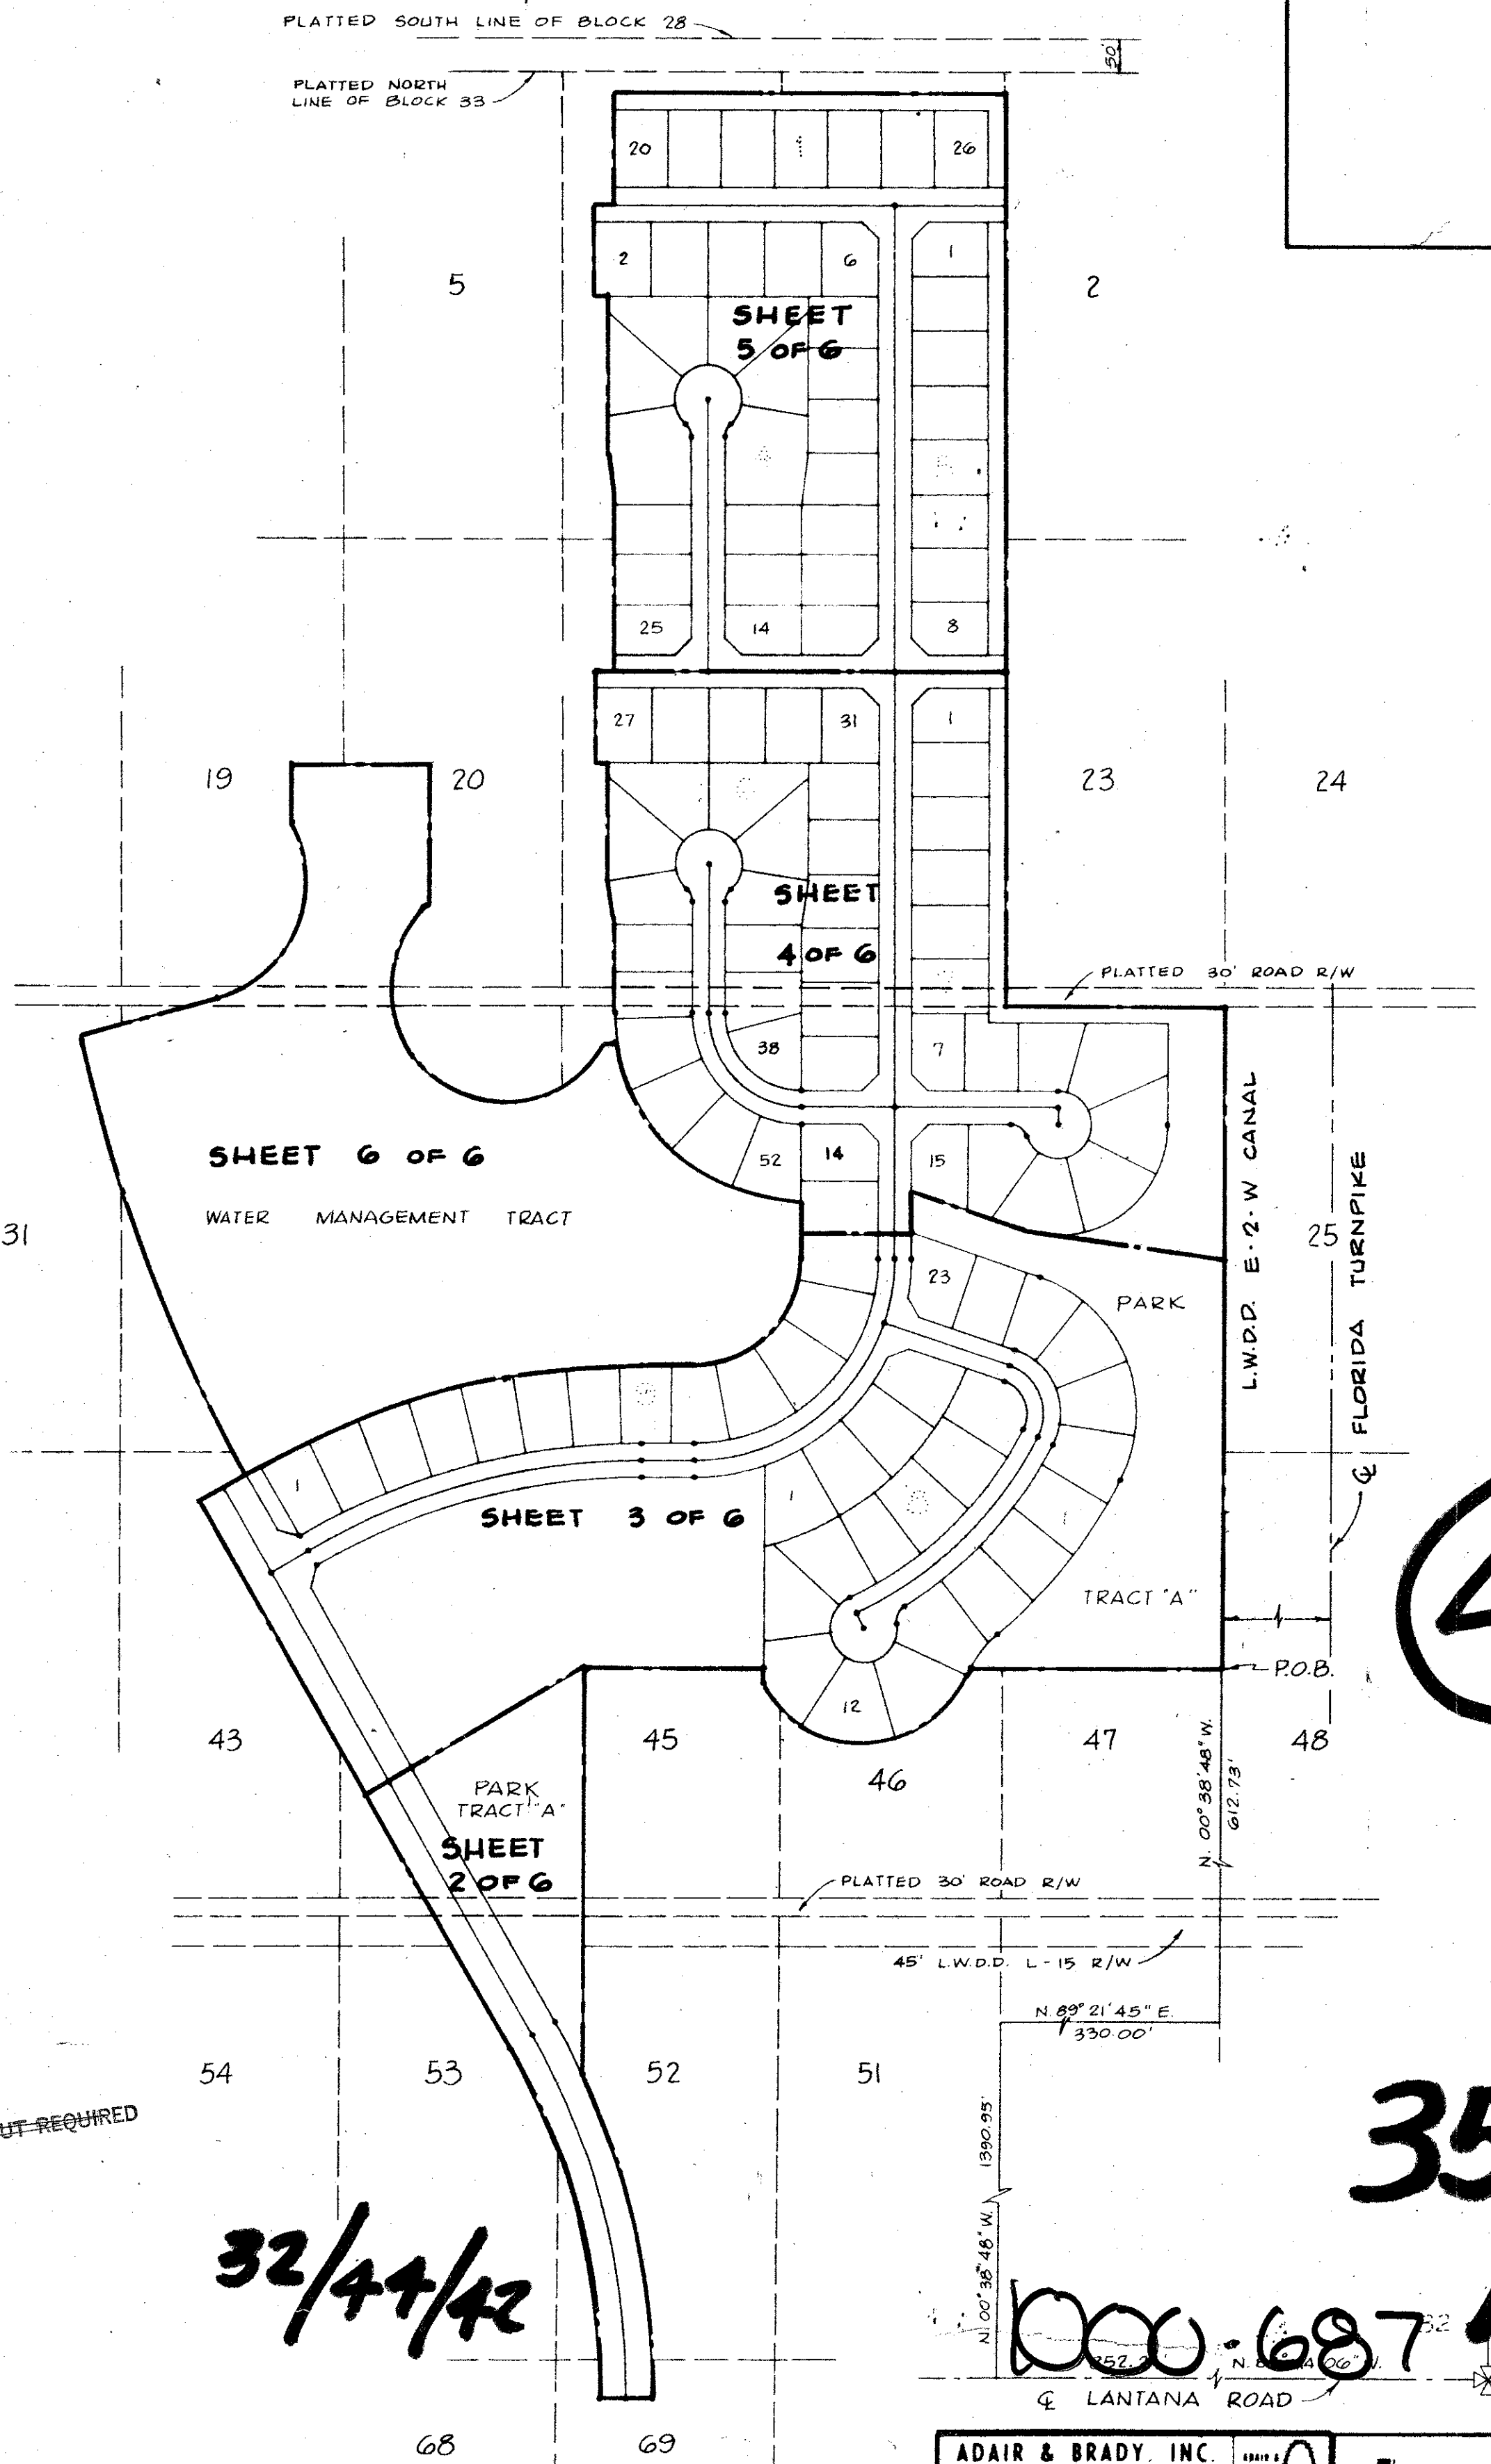 PLATTED SOUTH LINE OF BLOCK 28
50'
PLATTED NORTH
LINE OF BLOCK 33
20
26
2
6
1
5
2
SHEET
5 OF 6
25
14
8
27
31
1
19
20
23
24
SHEET
4 OF 6
PLATTED 30' ROAD R/W
38
7
SHEET 6 OF 6
52
14
15
WATER MANAGEMENT TRACT
31
L.W.D.D. E-2-W CANAL
25
FLORIDA TURNPIKE
23
PARK
1
1
1
SHEET 3 OF 6
TRACT "A"
P.O.B.
12
43
45
46
47
48
N. 00° 38' 48" W.
612.73'
PARK
TRACT "A"
SHEET
2 OF 6
PLATTED 30' ROAD R/W
45' L.W.D.D. L-15 R/W
N. 89° 21' 45" E.
330.00'
54
53
52
51
REQUIRED
1390.95'
N. 00° 38' 48" W.
35
32/44/42
000-687
℄ LANTANA ROAD
68
69
ADAIR & BRADY, INC.